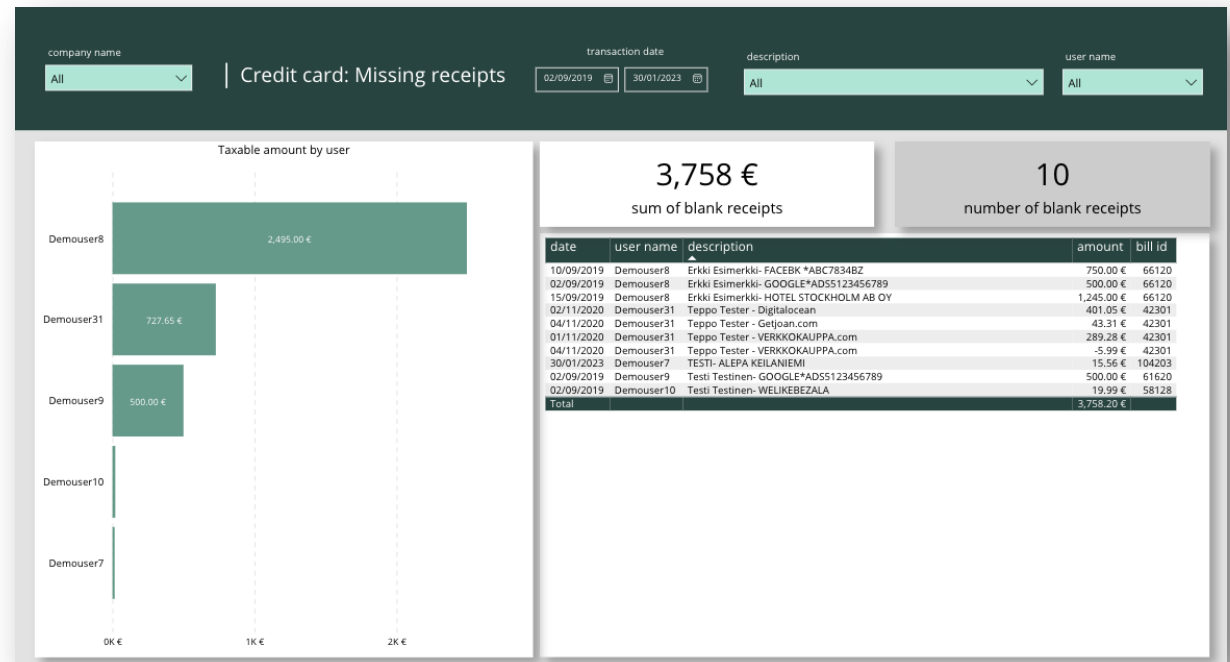 company name
All
Credit card: Missing receipts
transaction date
02/09/2019 30/01/2023
description
All
user name
All
Taxable amount by user
Demouser8 2,495.00 €
Demouser31 727.65 €
Demouser9 500.00 €
Demouser10
Demouser7
0K € 1K € 2K €
3,758 €
sum of blank receipts
10
number of blank receipts
date user name description amount bill id
10/09/2019 Demouser8 Erkki Esimerkki- FACEBK *ABC7834BZ 750.00 € 66120
02/09/2019 Demouser8 Erkki Esimerkki- GOOGLE*ADS5123456789 500.00 € 66120
15/09/2019 Demouser8 Erkki Esimerkki- HOTEL STOCKHOLM AB OY 1,245.00 € 66120
02/11/2020 Demouser31 Teppo Tester - Digitalocean 401.05 € 42301
04/11/2020 Demouser31 Teppo Tester - Getjoan.com 43.31 € 42301
01/11/2020 Demouser31 Teppo Tester - VERKKOKAUPPA.com 289.28 € 42301
04/11/2020 Demouser31 Teppo Tester - VERKKOKAUPPA.com -5.99 € 42301
30/01/2023 Demouser7 TESTI- ALEPA KEILANIEMI 15.56 € 104203
02/09/2019 Demouser9 Testi Testinen- GOOGLE*ADS5123456789 500.00 € 61620
02/09/2019 Demouser10 Testi Testinen- WELIKEBEZALA 19.99 € 58128
Total 3,758.20 €